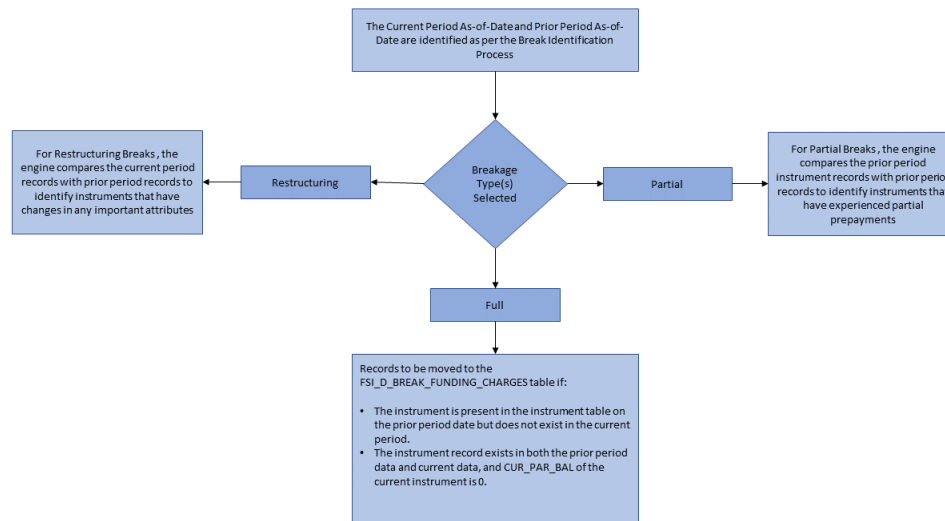 The Current Period As-of-Date and Prior Period As-of-
Date are identified as per the Break Identification
Process
For Restructuring Breaks , the
engine compares the current period
records with prior period records to
identify instruments that have
changes in any important attributes
Restructuring
Breakage
Type(s)
Selected
Partial
For Partial Breaks, the engine
compares the prior period
instrument records with prior perio
records to identify instruments tha
have experienced partial
prepayments
Full
Records to be moved to the
FSI_D_BREAK_FUNDING_CHARGES table if:
• The instrument is present in the instrument table on
the prior period date but does not exist in the current
period.
• The instrument record exists in both the prior period
data and current data, and CUR_PAR_BAL of the
current instrument is 0.